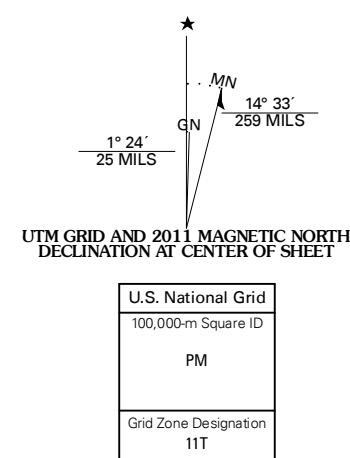 ★
MN
GN
14° 33´
259 MILS
1° 24´
25 MILS
UTM GRID AND 2011 MAGNETIC NORTH
DECLINATION AT CENTER OF SHEET
U.S. National Grid
100,000-m Square ID
PM
Grid Zone Designation
11T